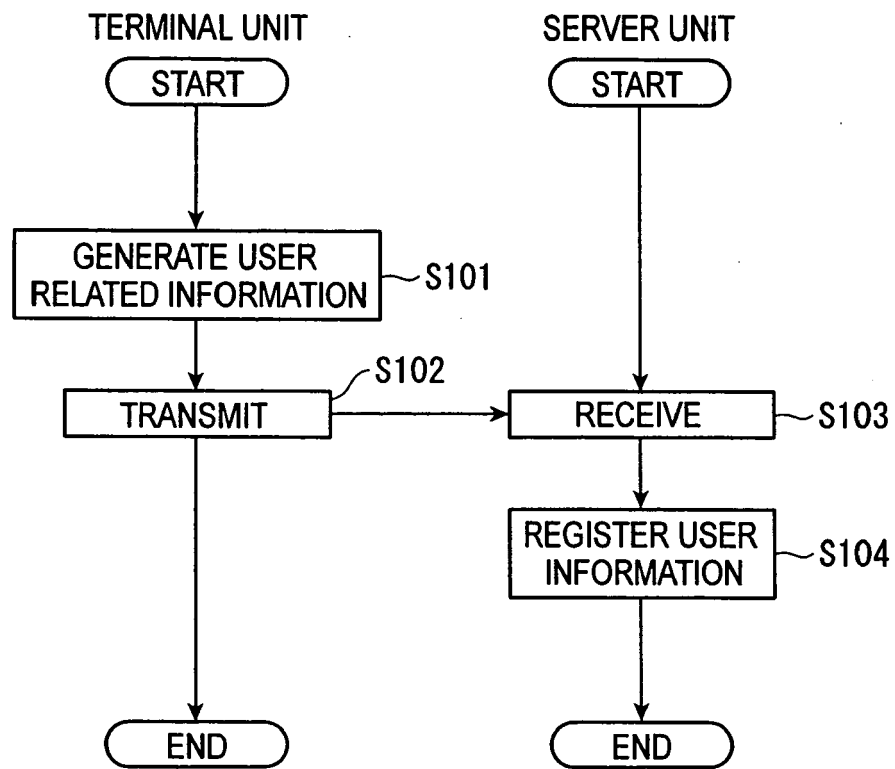 TERMINAL UNIT
SERVER UNIT
START
START
GENERATE USER
RELATED INFORMATION
S101
TRANSMIT
S102
RECEIVE
S103
REGISTER USER
INFORMATION
S104
END
END